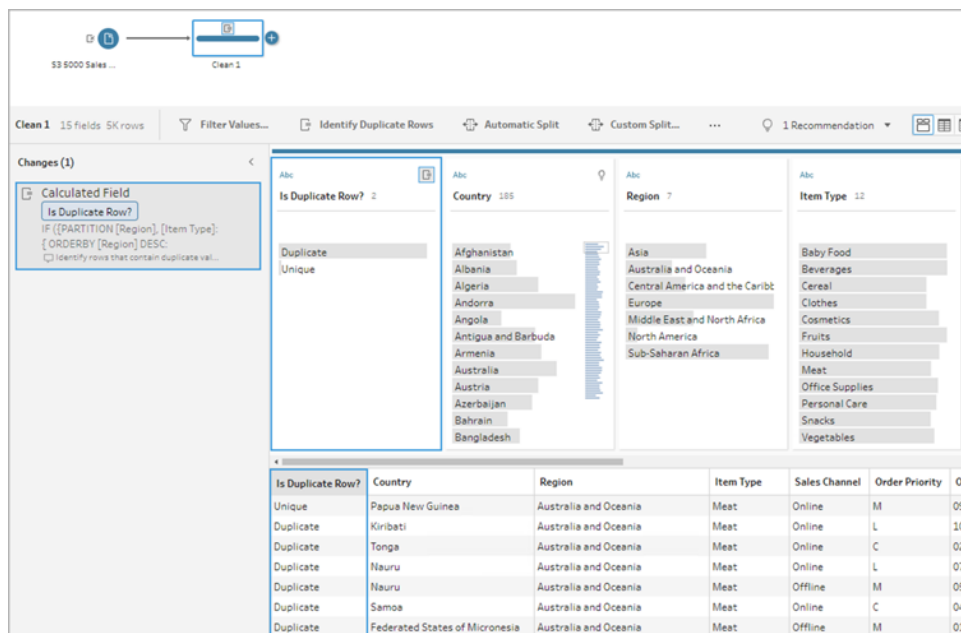 S3 5000 Sales ...
Clean 1
Clean 1 15 fields 5K rows
Filter Values...
Identify Duplicate Rows
Automatic Split
Custom Split...
...
1 Recommendation
Changes (1)
Calculated Field
Is Duplicate Row?
IF ({PARTITION [Region], [Item Type]:
{ ORDERBY [Region] DESC:
Identify rows that contain duplicate val...
Abc
Is Duplicate Row? 2
Duplicate
Unique
Abc
Country 185
Afghanistan
Albania
Algeria
Andorra
Angola
Antigua and Barbuda
Armenia
Australia
Austria
Azerbaijan
Bahrain
Bangladesh
Abc
Region 7
Asia
Australia and Oceania
Central America and the Caribb
Europe
Middle East and North Africa
North America
Sub-Saharan Africa
Abc
Item Type 12
Baby Food
Beverages
Cereal
Clothes
Cosmetics
Fruits
Household
Meat
Office Supplies
Personal Care
Snacks
Vegetables
Is Duplicate Row? Country Region Item Type Sales Channel Order Priority O
Unique Papua New Guinea Australia and Oceania Meat Online M 09
Duplicate Kiribati Australia and Oceania Meat Online L 10
Duplicate Tonga Australia and Oceania Meat Online C 02
Duplicate Nauru Australia and Oceania Meat Online L 07
Duplicate Nauru Australia and Oceania Meat Offline M 09
Duplicate Samoa Australia and Oceania Meat Online C 04
Duplicate Federated States of Micronesia Australia and Oceania Meat Offline M